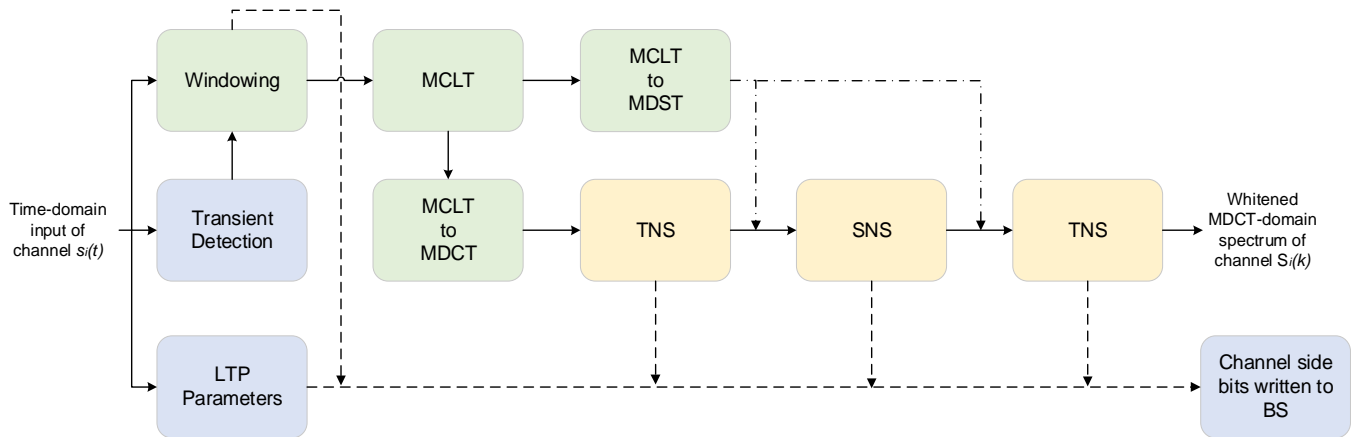 Windowing
MCLT
MCLT
to
MDST
Time-domain
input of
channel si(t)
Transient
Detection
MCLT
to
MDCT
TNS
SNS
TNS
Whitened
MDCT-domain
spectrum of
channel Si(k)
LTP
Parameters
Channel side
bits written to
BS